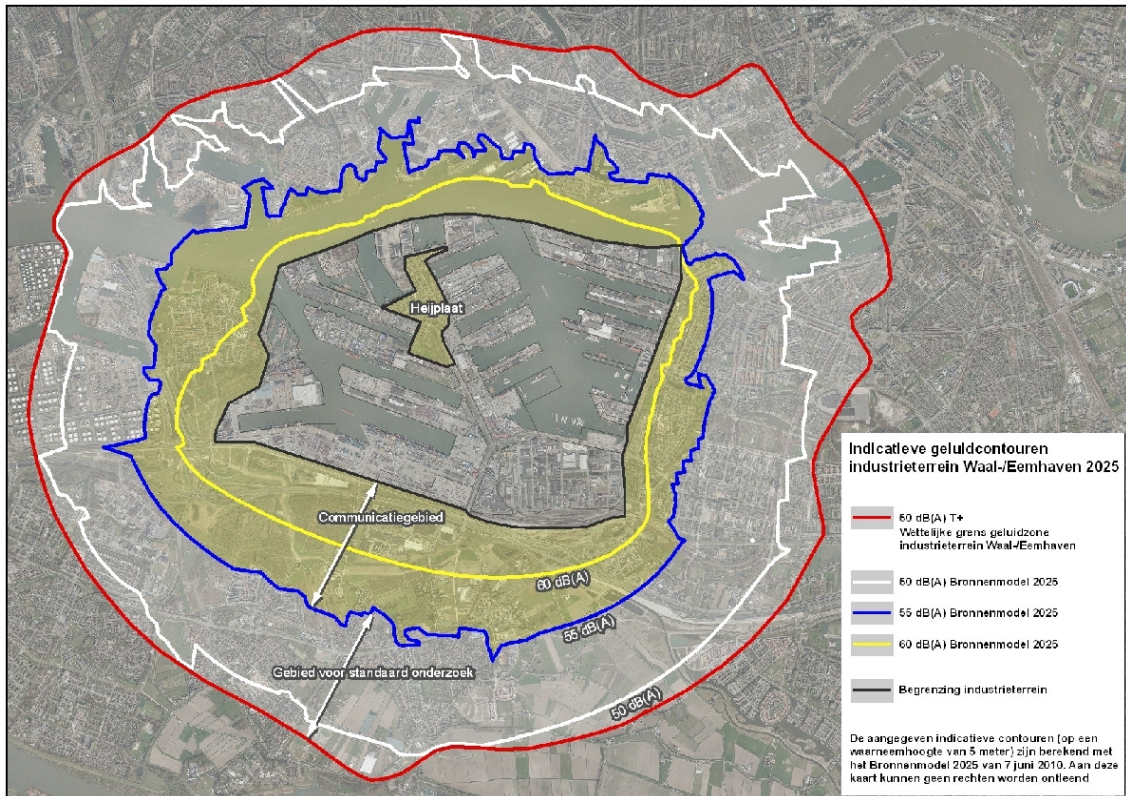 Heijplaat
Communicatiegebied
60 dB(A)
55 dB(A)
Gebied voor standaard onderzoek
50 dB(A)
Indicatieve geluidcontouren
industrieterrein Waal-/Eemhaven 2025
50 dB(A) T+
Wettelijke grens geluidzone
industrieterrein Waal-/Eemhaven
50 dB(A) Bronnenmodel 2025
55 dB(A) Bronnenmodel 2025
60 dB(A) Bronnenmodel 2025
Begrenzing industrieterrein
De aangegeven indicatieve contouren (op een
waarneemhoogte van 5 meter) zijn berekend met
het Bronnenmodel 2025 van 7 juni 2010. Aan deze
kaart kunnen geen rechten worden ontleend